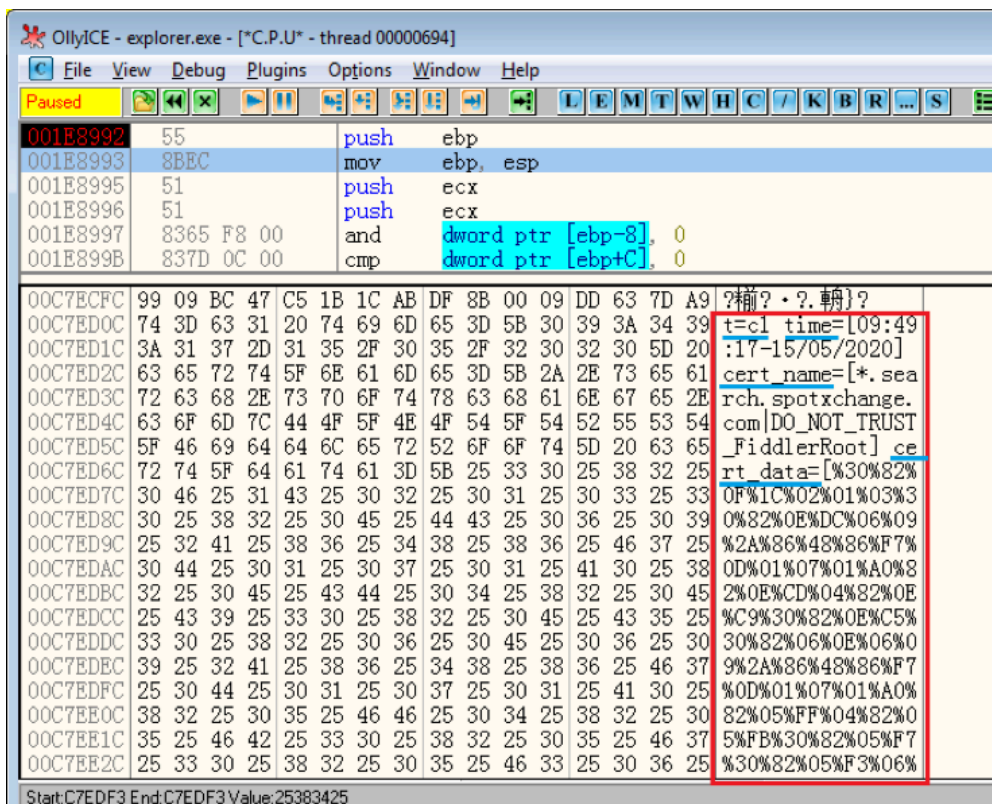 OllyICE - explorer.exe - [*C.P.U* - thread 00000694]
C File View Debug Plugins Options Window Help
Paused L E M T W H C / K B R ... S
001E8992 55 push ebp
001E8993 8BEC mov ebp, esp
001E8995 51 push ecx
001E8996 51 push ecx
001E8997 8365 F8 00 and dword ptr [ebp-8], 0
001E899B 837D 0C 00 cmp dword ptr [ebp+C], 0
00C7ECFC 99 09 BC 47 C5 1B 1C AB DF 8B 00 09 DD 63 7D A9
00C7ED0C 74 3D 63 31 20 74 69 6D 65 3D 5B 30 39 3A 34 39 t=c1 time=[09:49
00C7ED1C 3A 31 37 2D 31 35 2F 30 35 2F 32 30 32 30 5D 20 :17-15/05/2020]
00C7ED2C 63 65 72 74 5F 6E 61 6D 65 3D 5B 2A 2E 73 65 61 cert_name=[*.sea
00C7ED3C 72 63 68 2E 73 70 6F 74 78 63 68 61 6E 67 65 2E rch.spotxchange.
00C7ED4C 63 6F 6D 7C 44 4F 5F 4E 4F 54 5F 54 52 55 53 54 com|DO_NOT_TRUST
00C7ED5C 5F 46 69 64 64 6C 65 72 52 6F 6F 74 5D 20 63 65 _FiddlerRoot] ce
00C7ED6C 72 74 5F 64 61 74 61 3D 5B 25 33 30 25 38 32 25 rt_data=[%30%82%
00C7ED7C 30 46 25 31 43 25 30 32 25 30 31 25 30 33 25 33 0F%1C%02%01%03%3
00C7ED8C 30 25 38 32 25 30 45 25 44 43 25 30 36 25 30 39 0%82%0E%DC%06%09
00C7ED9C 25 32 41 25 38 36 25 34 38 25 38 36 25 46 37 25 %2A%86%48%86%F7%
00C7EDAC 30 44 25 30 31 25 30 37 25 30 31 25 41 30 25 38 0D%01%07%01%A0%8
00C7EDBC 32 25 30 45 25 43 44 25 30 34 25 38 32 25 30 45 2%0E%CD%04%82%0E
00C7EDCC 25 43 39 25 33 30 25 38 32 25 30 45 25 43 35 25 %C9%30%82%0E%C5%
00C7EDDC 33 30 25 38 32 25 30 36 25 30 45 25 30 36 25 30 30%82%06%0E%06%0
00C7EDEC 39 25 32 41 25 38 36 25 34 38 25 38 36 25 46 37 9%2A%86%48%86%F7
00C7EDFC 25 30 44 25 30 31 25 30 37 25 30 31 25 41 30 25 %0D%01%07%01%A0%
00C7EE0C 38 32 25 30 35 25 46 46 25 30 34 25 38 32 25 30 82%05%FF%04%82%0
00C7EE1C 35 25 46 42 25 33 30 25 38 32 25 30 35 25 46 37 5%FB%30%82%05%F7
00C7EE2C 25 33 30 25 38 32 25 30 35 25 46 33 25 30 36 25 %30%82%05%F3%06%
Start:C7EDF3 End:C7EDF3 Value:25383425